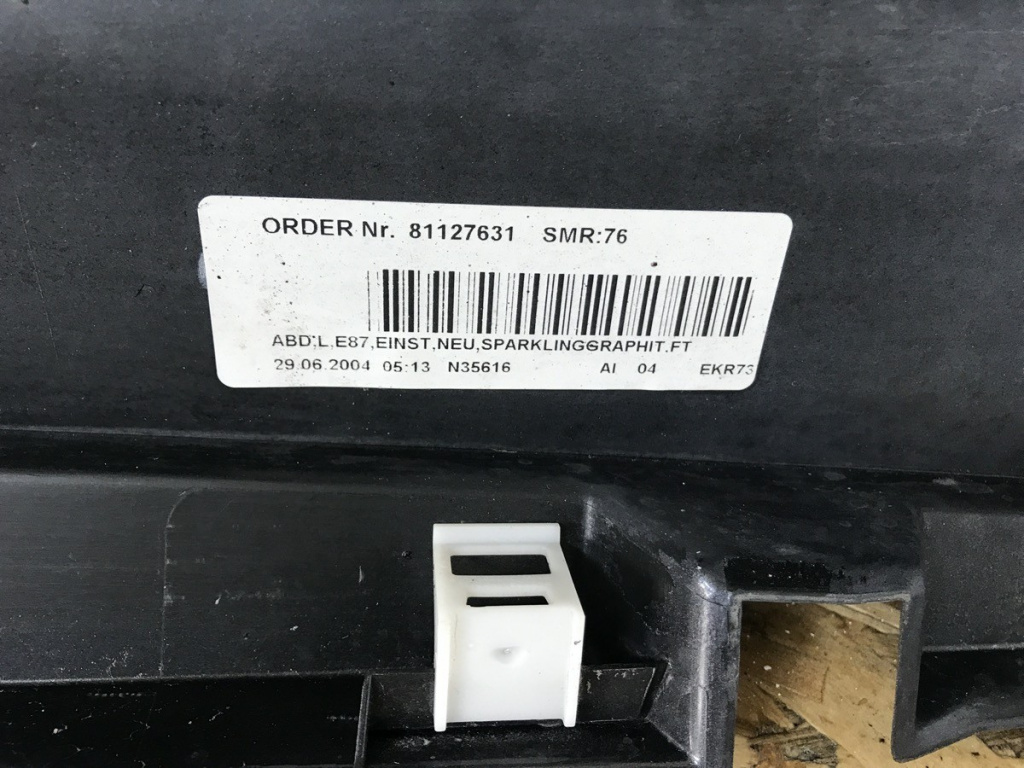 ORDER Nr. 81127631 SMR:76
ABD.L.E87,EINST,NEU,SPARKLINGGRAPHIT,FT
29.06.2004 05:13 N35616 AI 04 EKR73